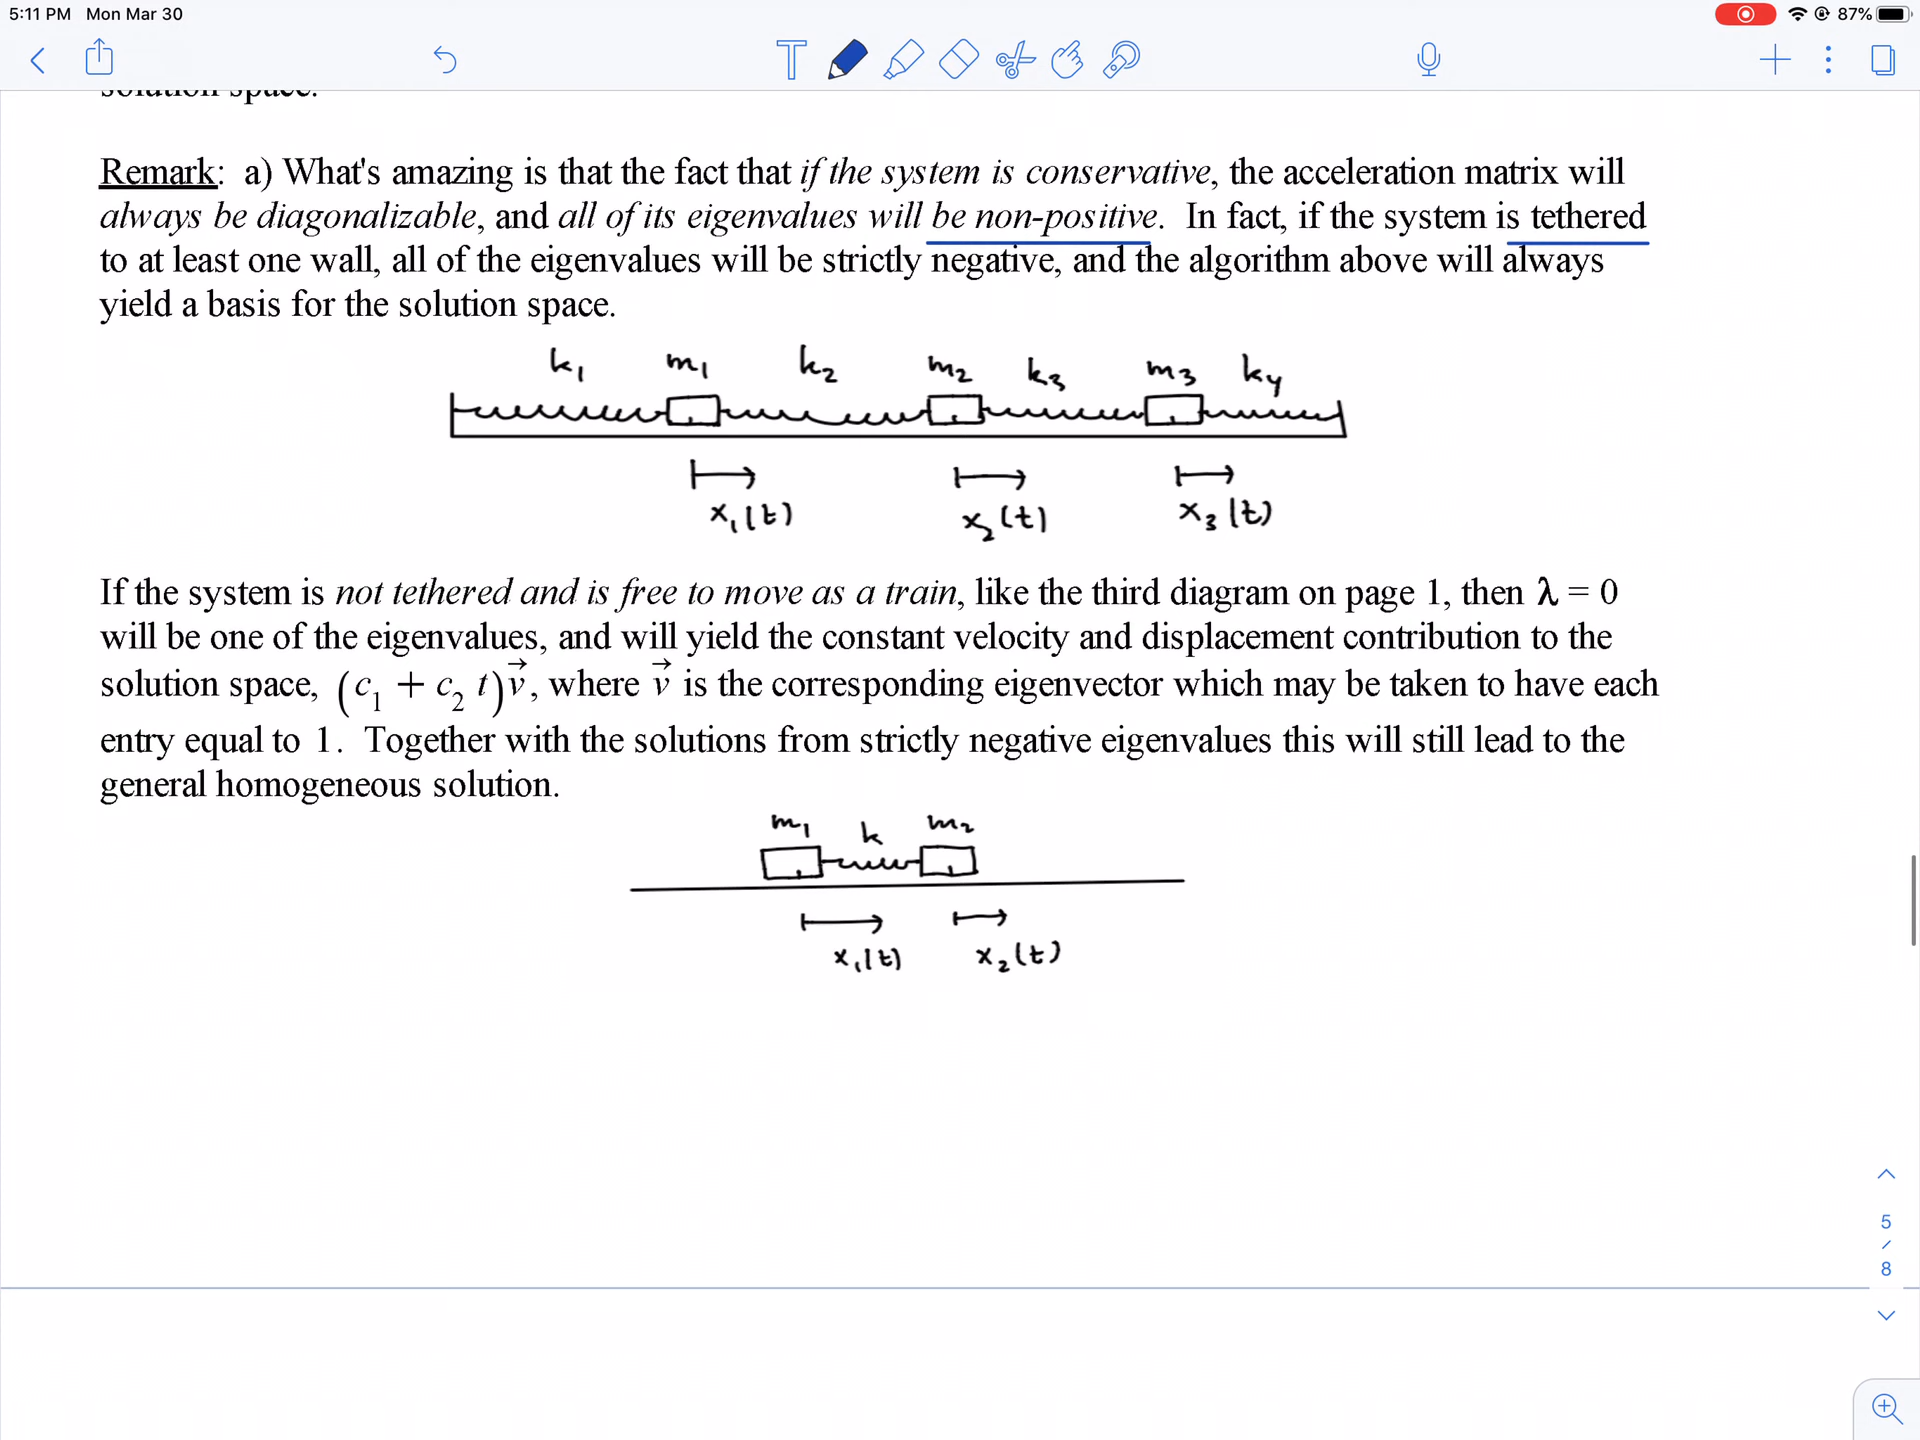 5:11 PM Mon Mar 30
87%
solution space.
Remark: a) What's amazing is that the fact that if the system is conservative, the acceleration matrix will
always be diagonalizable, and all of its eigenvalues will be non-positive. In fact, if the system is tethered
to at least one wall, all of the eigenvalues will be strictly negative, and the algorithm above will always
yield a basis for the solution space.
k₁ m₁ k₂ m₂ k₃ m₃ k₄
x₁(t) x₂(t) x₃(t)
If the system is not tethered and is free to move as a train, like the third diagram on page 1, then λ = 0
will be one of the eigenvalues, and will yield the constant velocity and displacement contribution to the
solution space, (c₁ + c₂ t)v⃗, where v⃗ is the corresponding eigenvector which may be taken to have each
entry equal to 1. Together with the solutions from strictly negative eigenvalues this will still lead to the
general homogeneous solution.
m₁ k m₂
x₁(t) x₂(t)
5
/
8